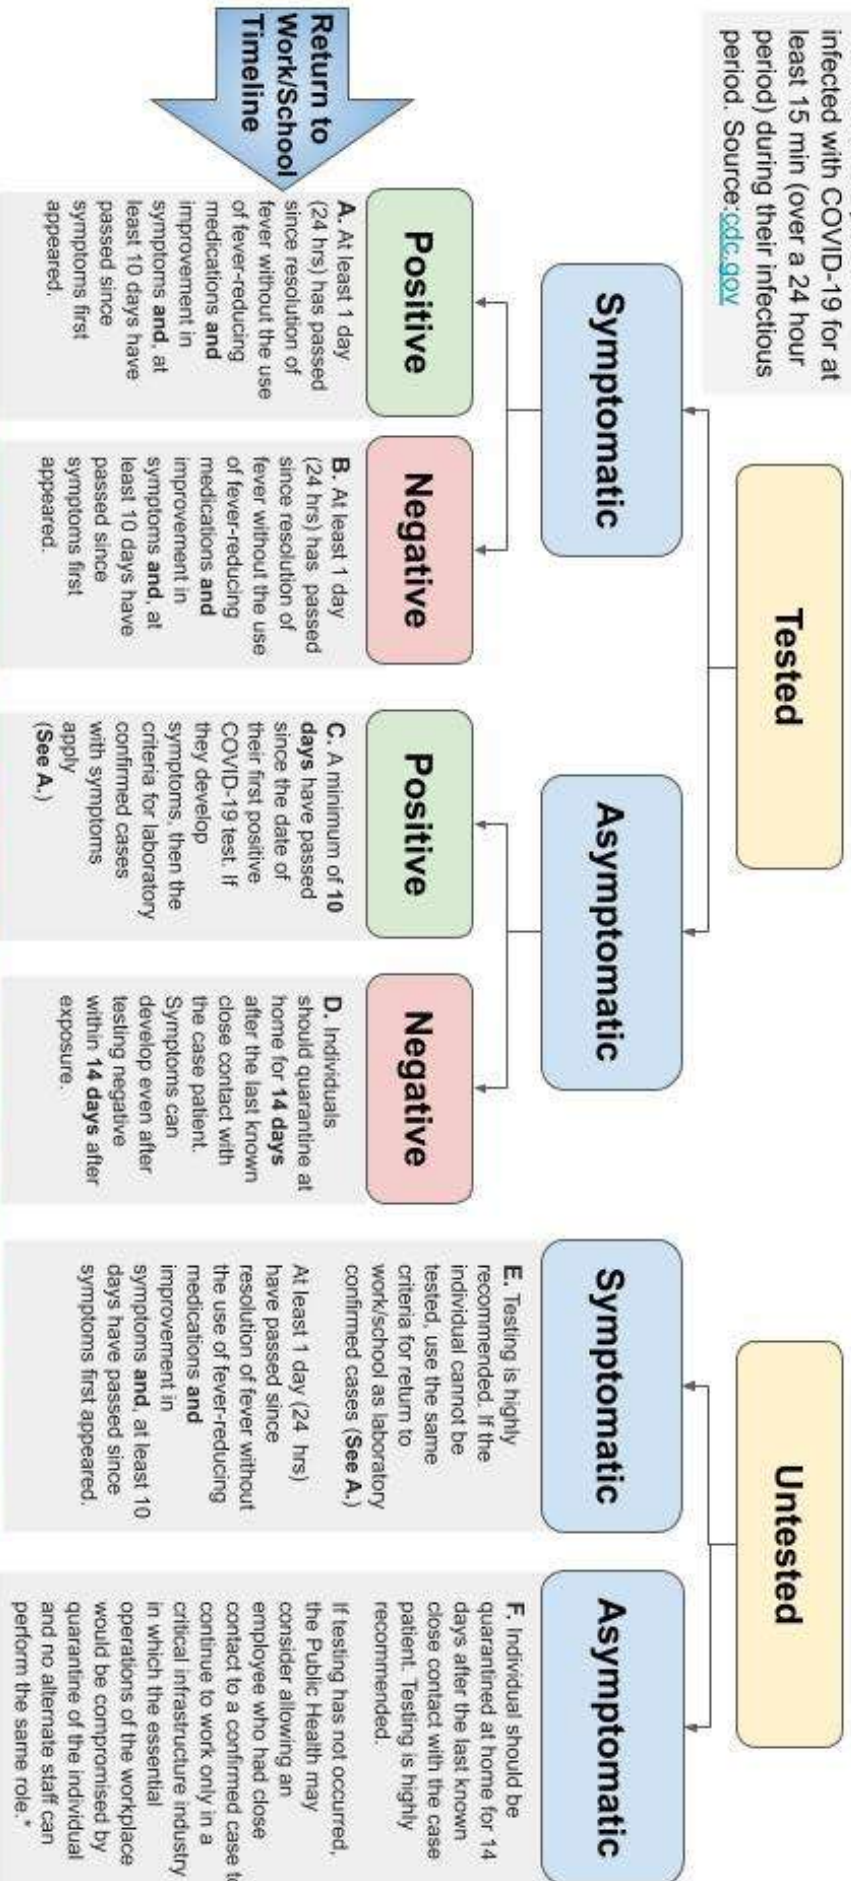 infected with COVID-19 for at
least 15 min (over a 24 hour
period) during their infectious
period. Source:cdc.gov
Tested
Untested
Symptomatic
Asymptomatic
Symptomatic
Asymptomatic
Return to
Work/School
Timeline
Positive
Negative
Positive
Negative
A. At least 1 day
(24 hrs) has passed
since resolution of
fever without the use
of fever-reducing
medications and
improvement in
symptoms and, at
least 10 days have
passed since
symptoms first
appeared.
B. At least 1 day
(24 hrs) has passed
since resolution of
fever without the use
of fever-reducing
medications and
improvement in
symptoms and, at
least 10 days have
passed since
symptoms first
appeared.
C. A minimum of 10
days have passed
since the date of
their first positive
COVID-19 test. If
they develop
symptoms, then the
criteria for laboratory
confirmed cases
with symptoms
apply
(See A.)
D. Individuals
should quarantine at
home for 14 days
after the last known
close contact with
the case patient.
Symptoms can
develop even after
testing negative
within 14 days after
exposure.
E. Testing is highly
recommended. If the
individual cannot be
tested, use the same
criteria for return to
work/school as laboratory
confirmed cases (See A.)
At least 1 day (24 hrs)
have passed since
resolution of fever without
the use of fever-reducing
medications and
improvement in
symptoms and, at least 10
days have passed since
symptoms first appeared.
F. Individual should be
quarantined at home for 14
days after the last known
close contact with the case
patient. Testing is highly
recommended.
If testing has not occurred,
the Public Health may
consider allowing an
employee who had close
contact to a confirmed case
continue to work only in a
critical infrastructure industry
in which the essential
operations of the workplace
would be compromised by
quarantine of the individual
and no alternate staff can
perform the same role.*